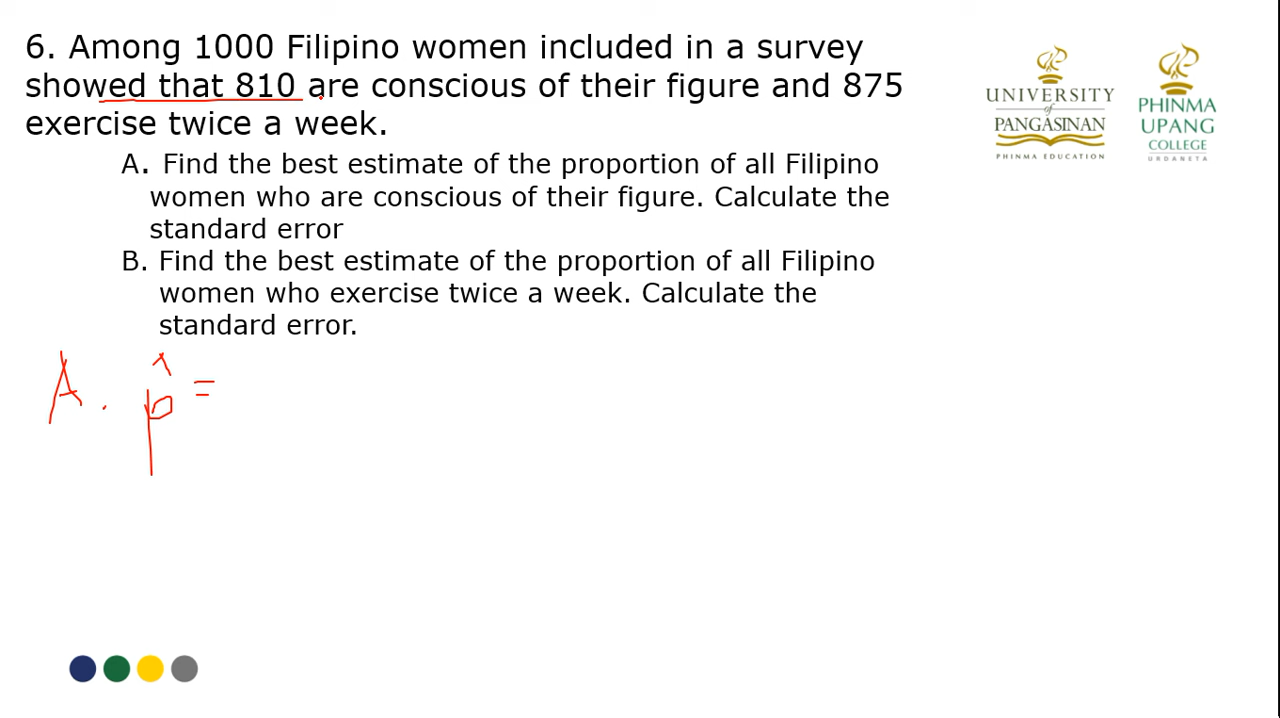 6. Among 1000 Filipino women included in a survey
showed that 810 are conscious of their figure and 875
exercise twice a week.
A. Find the best estimate of the proportion of all Filipino
women who are conscious of their figure. Calculate the
standard error
B. Find the best estimate of the proportion of all Filipino
women who exercise twice a week. Calculate the
standard error.
A. p̂ =
UNIVERSITY
of
PANGASINAN
PHINMA EDUCATION
PHINMA
UPANG
COLLEGE
URDANETA